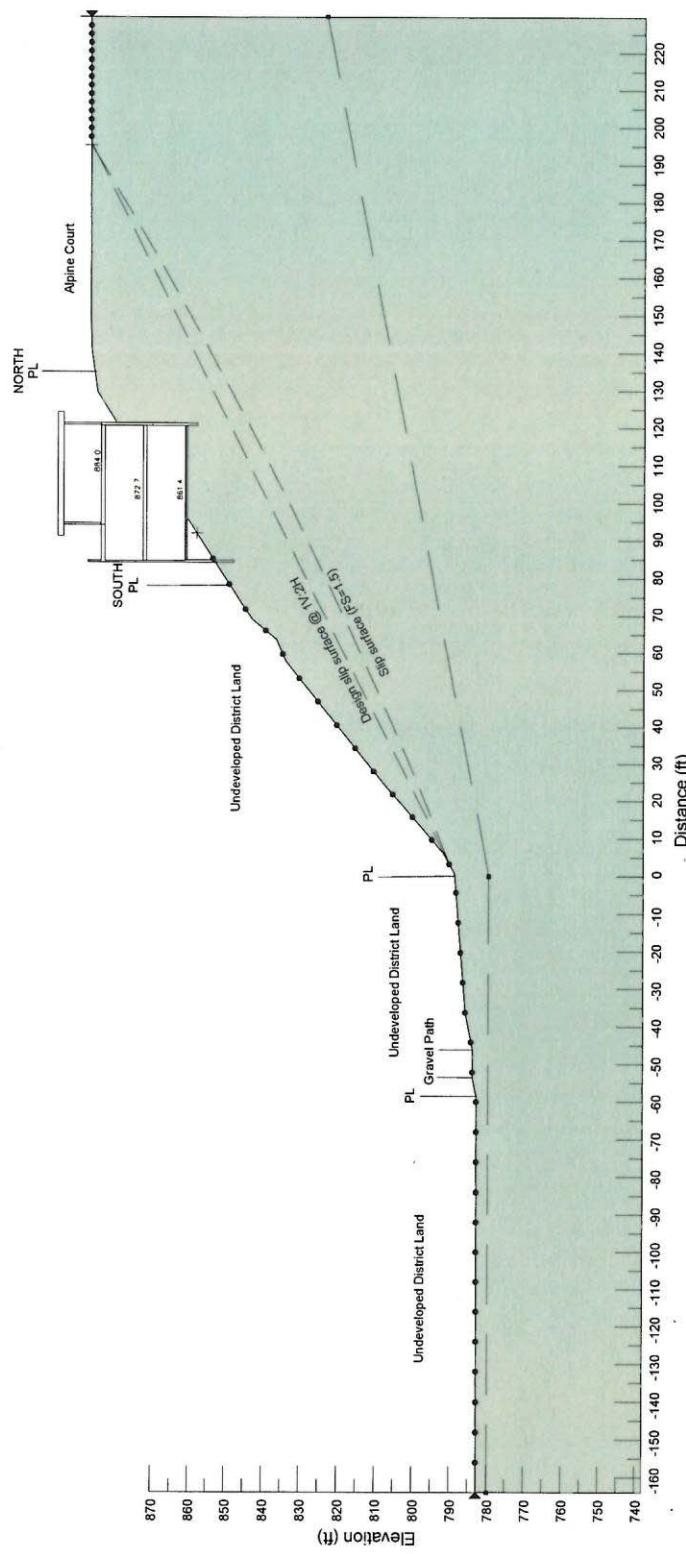 Elevation (ft)
870
860
850
840
830
820
810
800
790
780
770
760
750
740
Undeveloped District Land
PL
Gravel Path
Undeveloped District Land
PL
Undeveloped District Land
SOUTH
PL
884.0
872.7
861.4
NORTH
PL
Alpine Court
Design slip surface @ 1V:2H
Slip surface (FS=1.5)
-160 -150 -140 -130 -120 -110 -100 -90 -80 -70 -60 -50 -40 -30 -20 -10 0 10 20 30 40 50 60 70 80 90 100 110 120 130 140 150 160 170 180 190 200 210 220
Distance (ft)